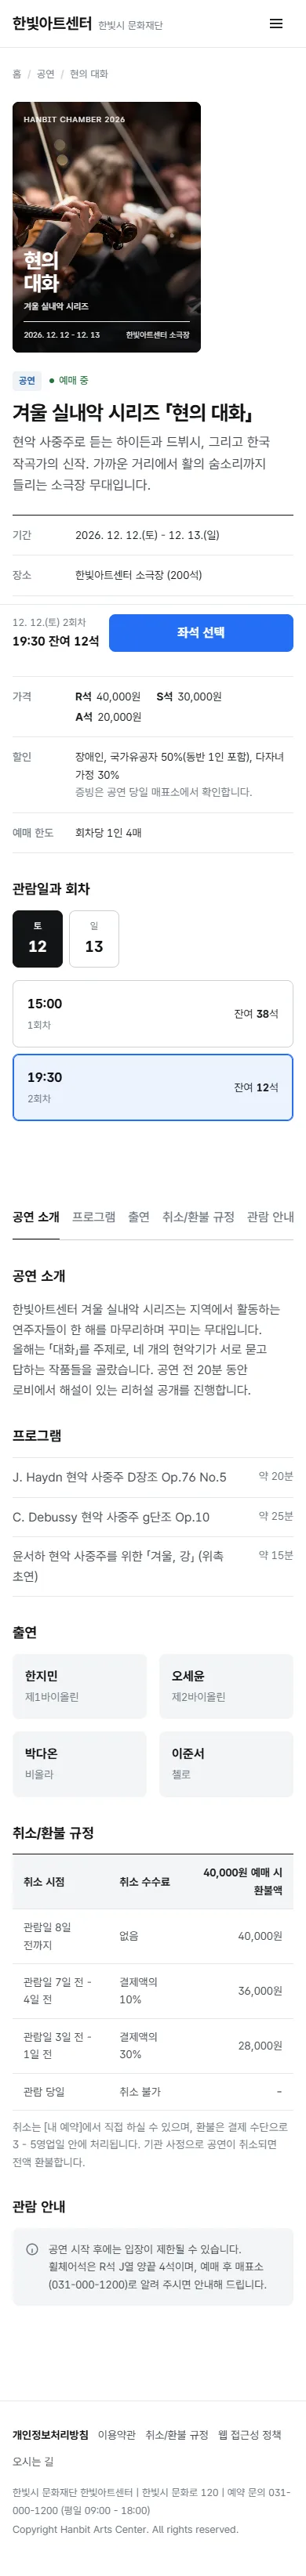 한빛아트센터 한빛시 문화재단
홈 / 공연 / 현의 대화
HANBIT CHAMBER 2026
현의
대화
겨울 실내악 시리즈
2026. 12. 12 - 12. 13 한빛아트센터 소극장
공연 예매 중
겨울 실내악 시리즈 「현의 대화」
현악 사중주로 듣는 하이든과 드뷔시, 그리고 한국
작곡가의 신작. 가까운 거리에서 활의 숨소리까지
들리는 소극장 무대입니다.
기간 2026. 12. 12.(토) - 12. 13.(일)
장소 한빛아트센터 소극장 (200석)
12. 12.(토) 2회차
19:30 잔여 12석
좌석 선택
가격 R석 40,000원 S석 30,000원
A석 20,000원
할인 장애인, 국가유공자 50%(동반 1인 포함), 다자녀
가정 30%
증빙은 공연 당일 매표소에서 확인합니다.
예매 한도 회차당 1인 4매
관람일과 회차
토 일
12 13
15:00
1회차
잔여 38석
19:30
2회차
잔여 12석
공연 소개 프로그램 출연 취소/환불 규정 관람 안내
공연 소개
한빛아트센터 겨울 실내악 시리즈는 지역에서 활동하는
연주자들이 한 해를 마무리하며 꾸미는 무대입니다.
올해는 「대화」를 주제로, 네 개의 현악기가 서로 묻고
답하는 작품들을 골랐습니다. 공연 전 20분 동안
로비에서 해설이 있는 리허설 공개를 진행합니다.
프로그램
J. Haydn 현악 사중주 D장조 Op.76 No.5 약 20분
C. Debussy 현악 사중주 g단조 Op.10 약 25분
윤서하 현악 사중주를 위한 「겨울, 강」 (위촉 약 15분
초연)
출연
한지민 오세윤
제1바이올린 제2바이올린
박다온 이준서
비올라 첼로
취소/환불 규정
취소 시점 취소 수수료 40,000원 예매 시
환불액
관람일 8일
전까지
없음 40,000원
관람일 7일 전 -
4일 전
결제액의
10%
36,000원
관람일 3일 전 -
1일 전
결제액의
30%
28,000원
관람 당일 취소 불가 -
취소는 [내 예약]에서 직접 하실 수 있으며, 환불은 결제 수단으로
3 - 5영업일 안에 처리됩니다. 기관 사정으로 공연이 취소되면
전액 환불합니다.
관람 안내
공연 시작 후에는 입장이 제한될 수 있습니다.
휠체어석은 R석 J열 양끝 4석이며, 예매 후 매표소
(031-000-1200)로 알려 주시면 안내해 드립니다.
개인정보처리방침 이용약관 취소/환불 규정 웹 접근성 정책
오시는 길
한빛시 문화재단 한빛아트센터 | 한빛시 문화로 120 | 예약 문의 031-
000-1200 (평일 09:00 - 18:00)
Copyright Hanbit Arts Center. All rights reserved.